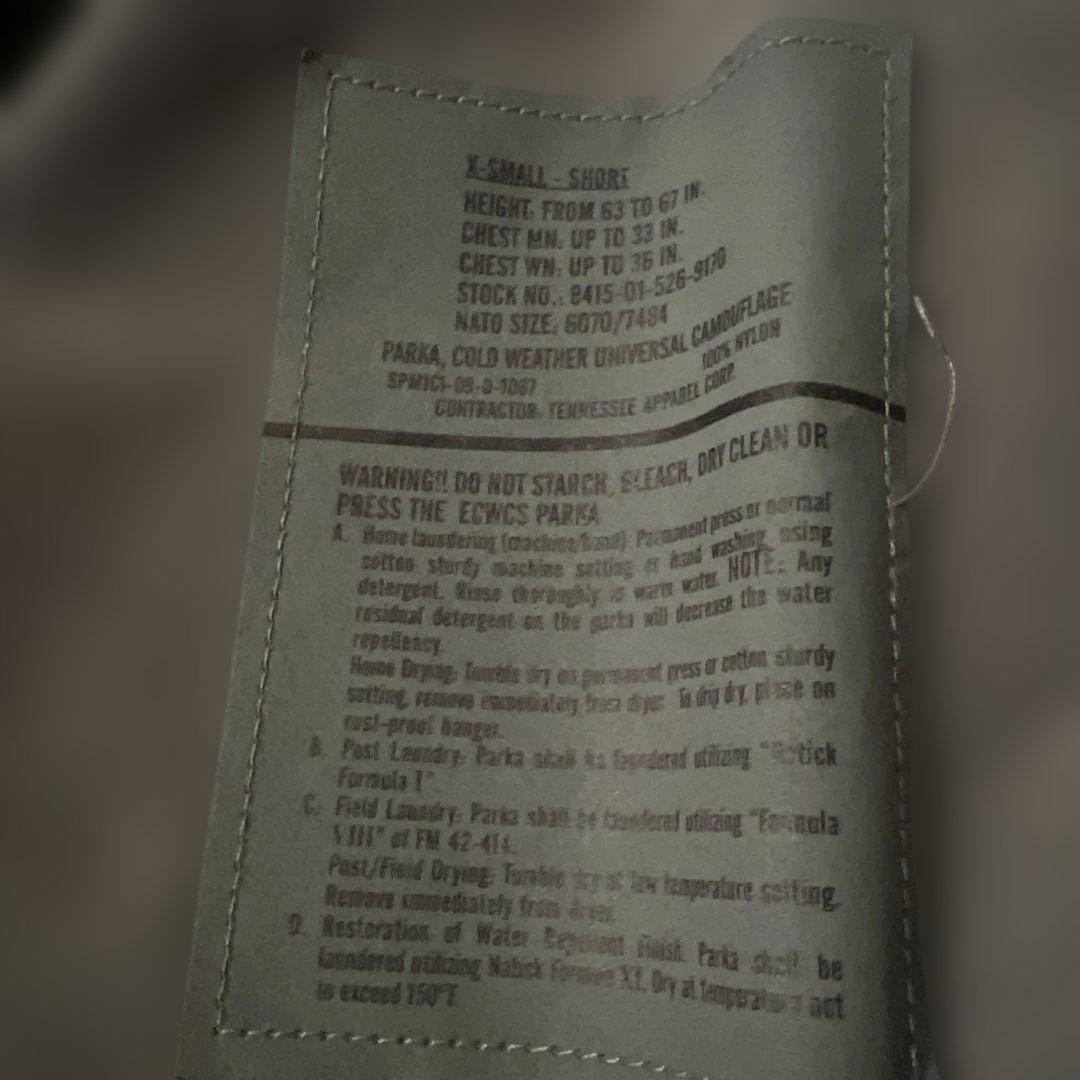 X-SMALL - SHORT
HEIGHT: FROM 63 TO 67 IN.
CHEST MN: UP TO 33 IN.
CHEST WN: UP TO 36 IN.
STOCK NO.: 8415-01-526-9170
NATO SIZE: 6070/7484
PARKA, COLD WEATHER UNIVERSAL CAMOUFLAGE
100% NYLON
CONTRACTOR: TENNESSEE APPAREL CORP.
WARNING!! DO NOT STARCH, BLEACH, DRY CLEAN OR
PRESS THE ECWCS PARKA
A. Home laundering (machine/hand) Permanent press or normal
cotton sturdy machine setting or hand washing, using
detergent. Rinse thoroughly in warm water. NOTE: Any
residual detergent on the parka will decrease the water
repellency.
Home Drying: Tumble dry on permanent press or cotton sturdy
setting, remove immediately from dryer. To drip dry, place on
rust-proof hanger.
B. Post Laundry: Parka shall be laundered utilizing "Natick
Formula I".
C. Field Laundry: Parka shall be laundered utilizing "Formula
VIII" of FM 42-414.
Post/Field Drying: Tumble dry at low temperature setting.
Remove immediately from dryer.
D. Restoration of Water Repellent Finish. Parka shall be
laundered utilizing Natick Formula XI. Dry at temperatures not
to exceed 150°F